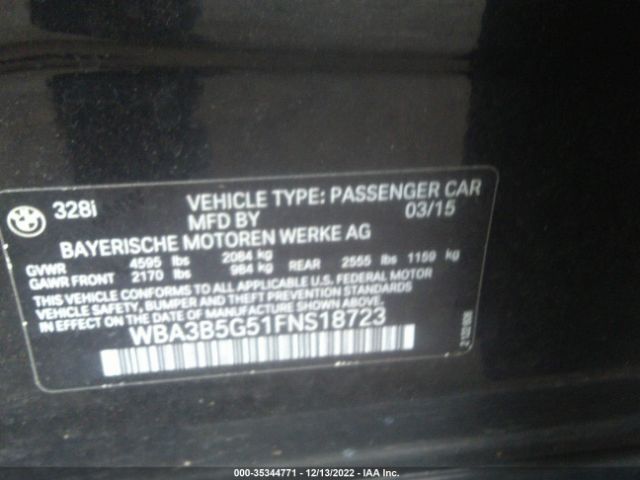 328i
VEHICLE TYPE: PASSENGER CAR
MFD BY 03/15
BAYERISCHE MOTOREN WERKE AG
GVWR 4595 lbs 2084 kg
GAWR FRONT 2170 lbs 984 kg REAR 2555 lbs 1159 kg
THIS VEHICLE CONFORMS TO ALL APPLICABLE U.S. FEDERAL MOTOR
VEHICLE SAFETY, BUMPER AND THEFT PREVENTION STANDARDS
IN EFFECT ON THE DATE OF MANUFACTURE SHOWN ABOVE.
WBA3B5G51FNS18723
000-35344771 - 12/13/2022 - IAA Inc.